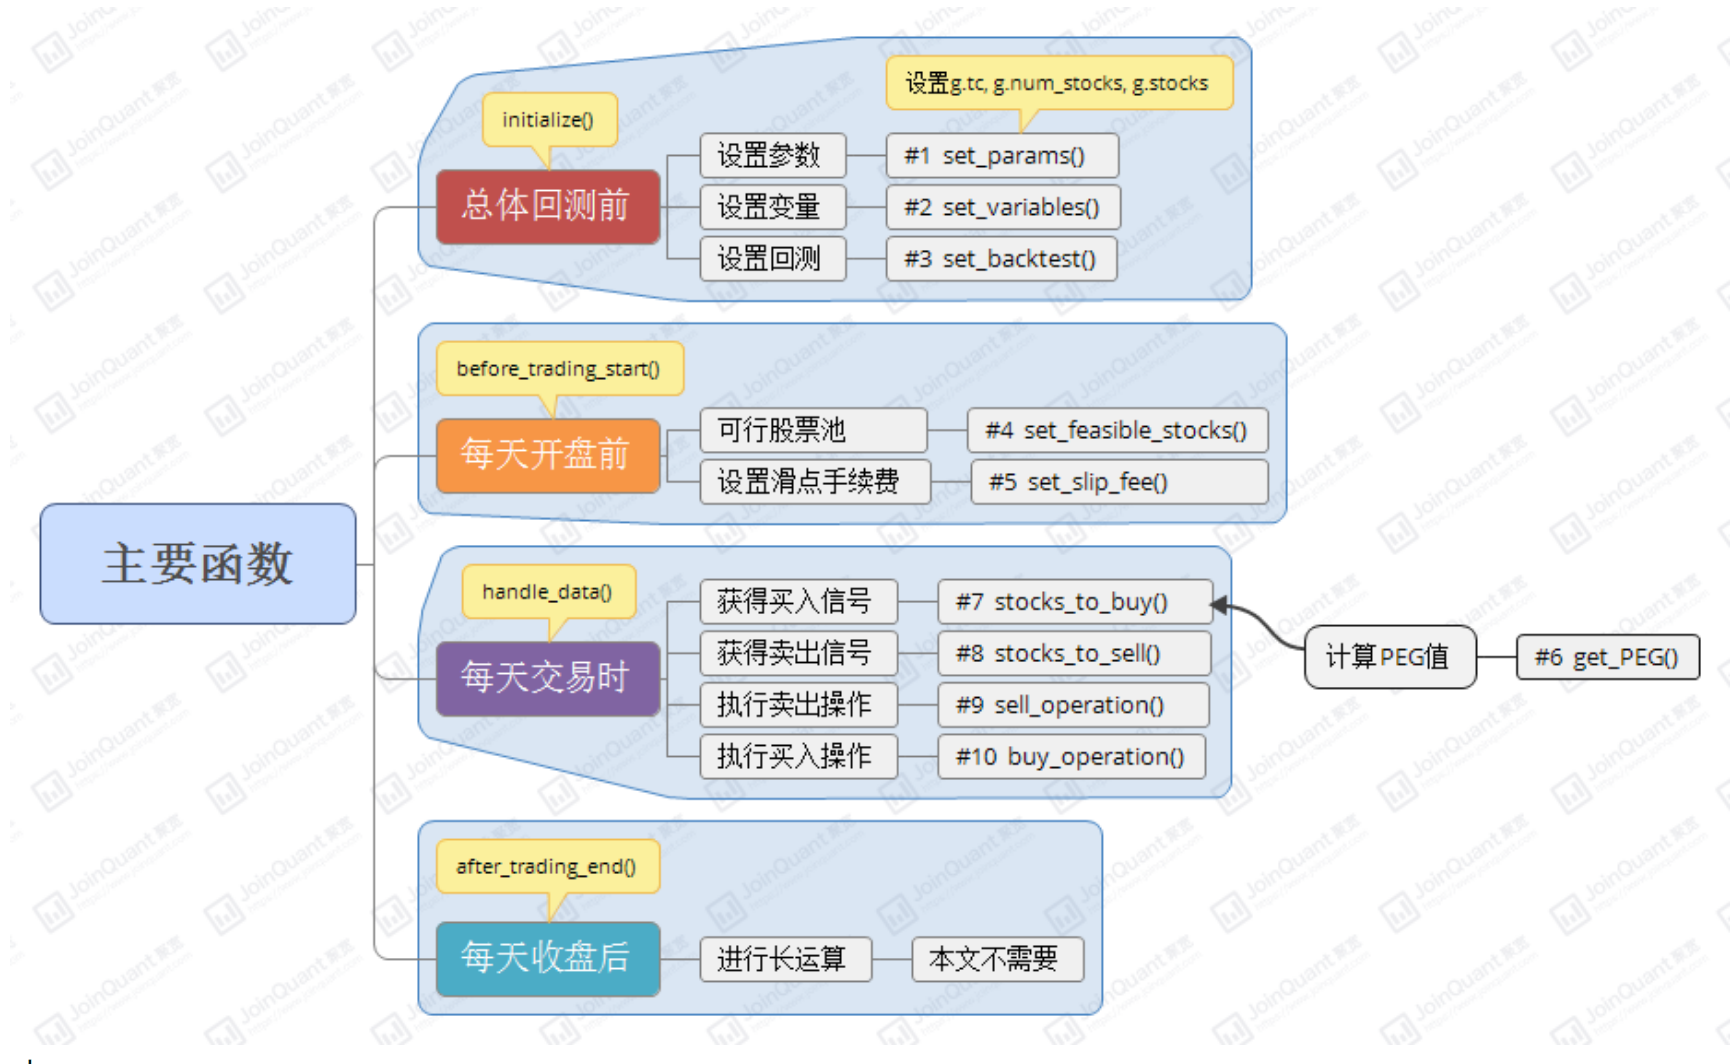 主要函数
initialize()
总体回测前
设置g.tc, g.num_stocks, g.stocks
设置参数
#1 set_params()
设置变量
#2 set_variables()
设置回测
#3 set_backtest()
before_trading_start()
每天开盘前
可行股票池
#4 set_feasible_stocks()
设置滑点手续费
#5 set_slip_fee()
handle_data()
每天交易时
获得买入信号
#7 stocks_to_buy()
获得卖出信号
#8 stocks_to_sell()
执行卖出操作
#9 sell_operation()
执行买入操作
#10 buy_operation()
计算PEG值
#6 get_PEG()
after_trading_end()
每天收盘后
进行长运算
本文不需要
JoinQuant 聚宽